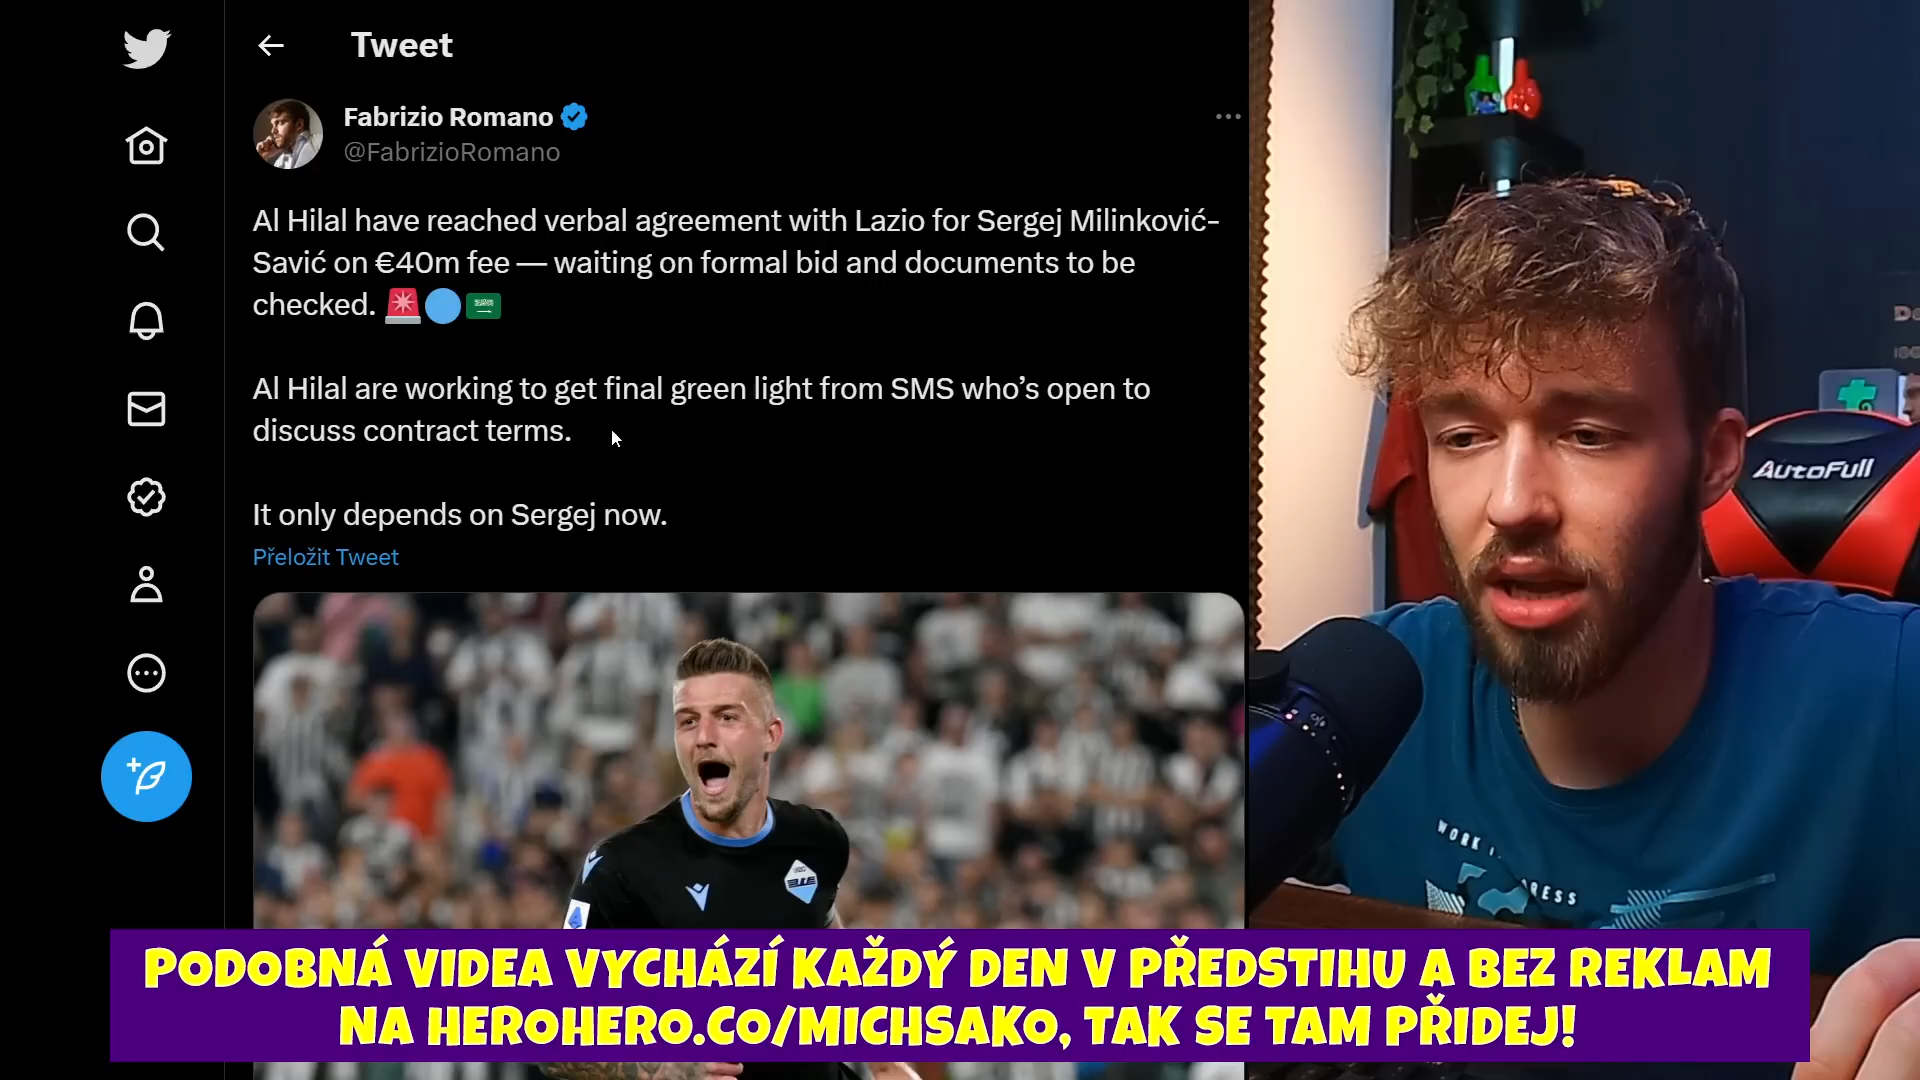 Tweet
Fabrizio Romano
@FabrizioRomano
Al Hilal have reached verbal agreement with Lazio for Sergej Milinković-
Savić on €40m fee — waiting on formal bid and documents to be
checked. 🚨🔵🇸🇦
Al Hilal are working to get final green light from SMS who’s open to
discuss contract terms.
It only depends on Sergej now.
Přeložit Tweet
AutoFull
WORK I
RESS
PODOBNÁ VIDEA VYCHÁZÍ KAŽDÝ DEN V PŘEDSTIHU A BEZ REKLAM
NA HEROHERO.CO/MICHSAKO, TAK SE TAM PŘIDEJ!